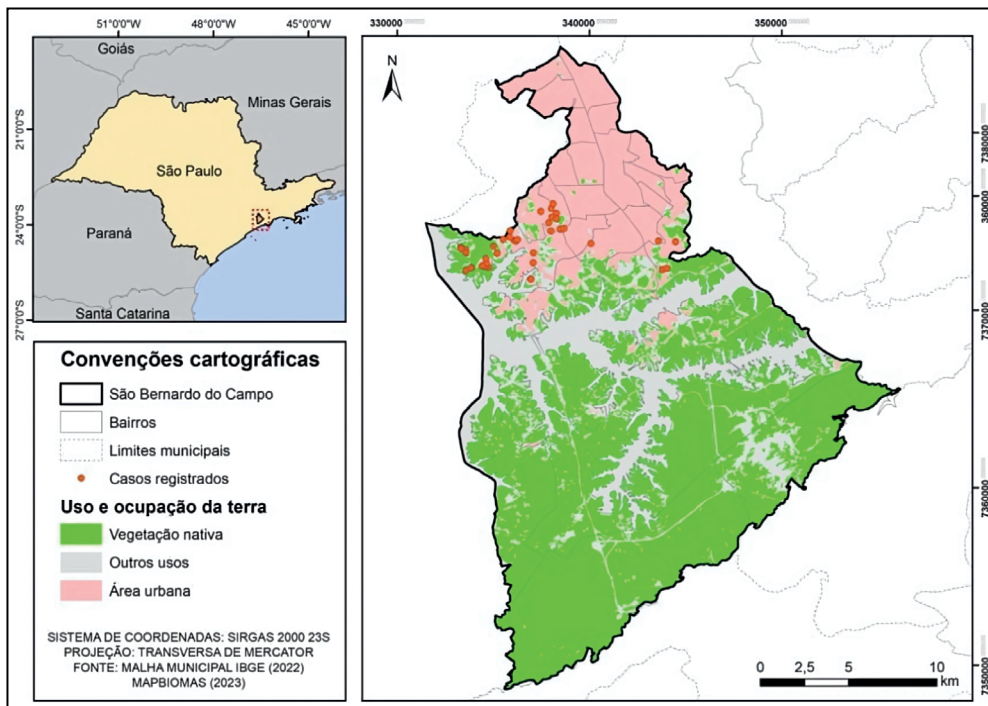 51°0'0"W
48°0'0"W
45°0'0"W
21°0'0"S
24°0'0"S
27°0'0"S
Goiás
Minas Gerais
São Paulo
Paraná
Santa Catarina
Convenções cartográficas
São Bernardo do Campo
Bairros
Limites municipais
Casos registrados
Uso e ocupação da terra
Vegetação nativa
Outros usos
Área urbana
SISTEMA DE COORDENADAS: SIRGAS 2000 23S
PROJEÇÃO: TRANSVERSA DE MERCATOR
FONTE: MALHA MUNICIPAL IBGE (2022)
MAPBIOMAS (2023)
330000
340000
350000
N
7380000
360000
7370000
7360000
7350000
0 2,5 5 10
km